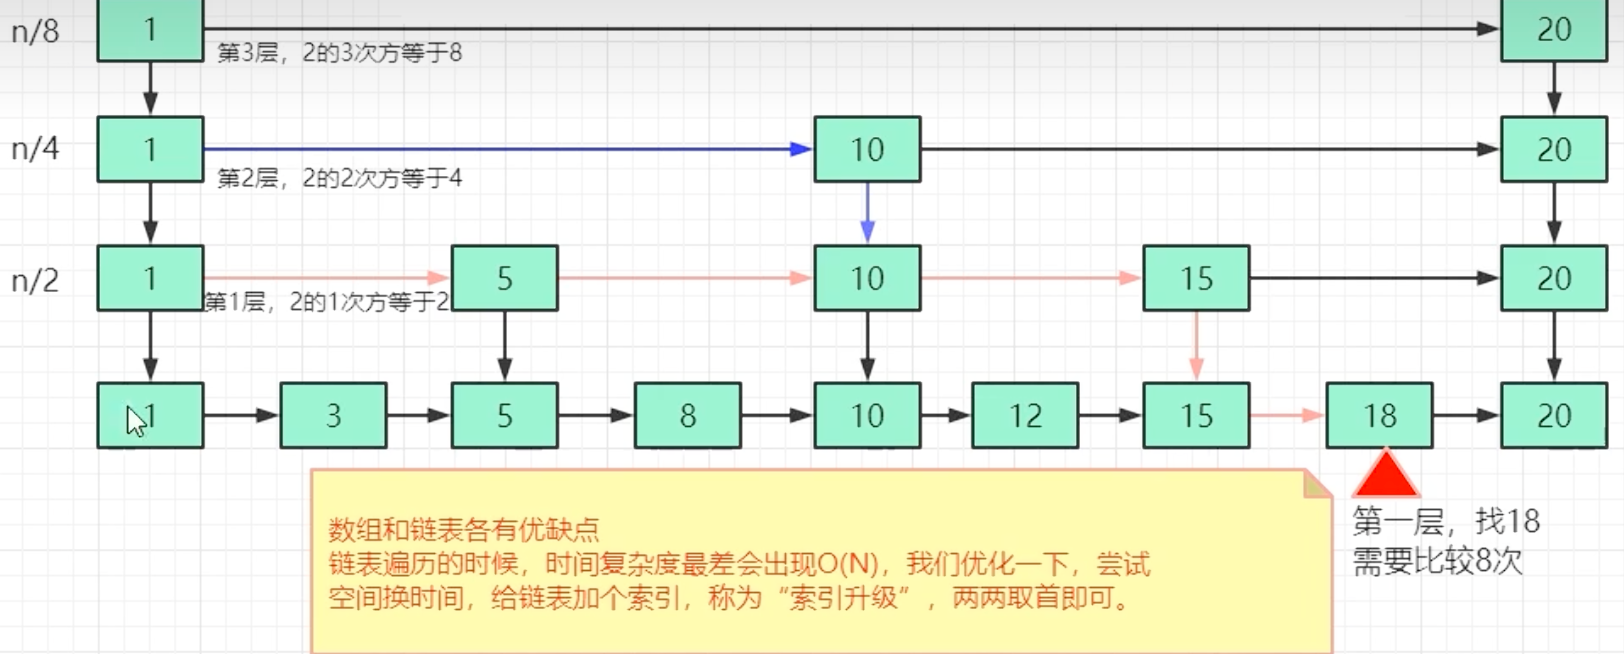 n/8 1 20
第3层，2的3次方等于8
n/4 1 10 20
第2层，2的2次方等于4
n/2 1 5 10 15 20
第1层，2的1次方等于2
1 3 5 8 10 12 15 18 20
数组和链表各有优缺点
链表遍历的时候，时间复杂度最差会出现O(N)，我们优化一下，尝试
空间换时间，给链表加个索引，称为“索引升级”，两两取首即可。
第一层，找18
需要比较8次